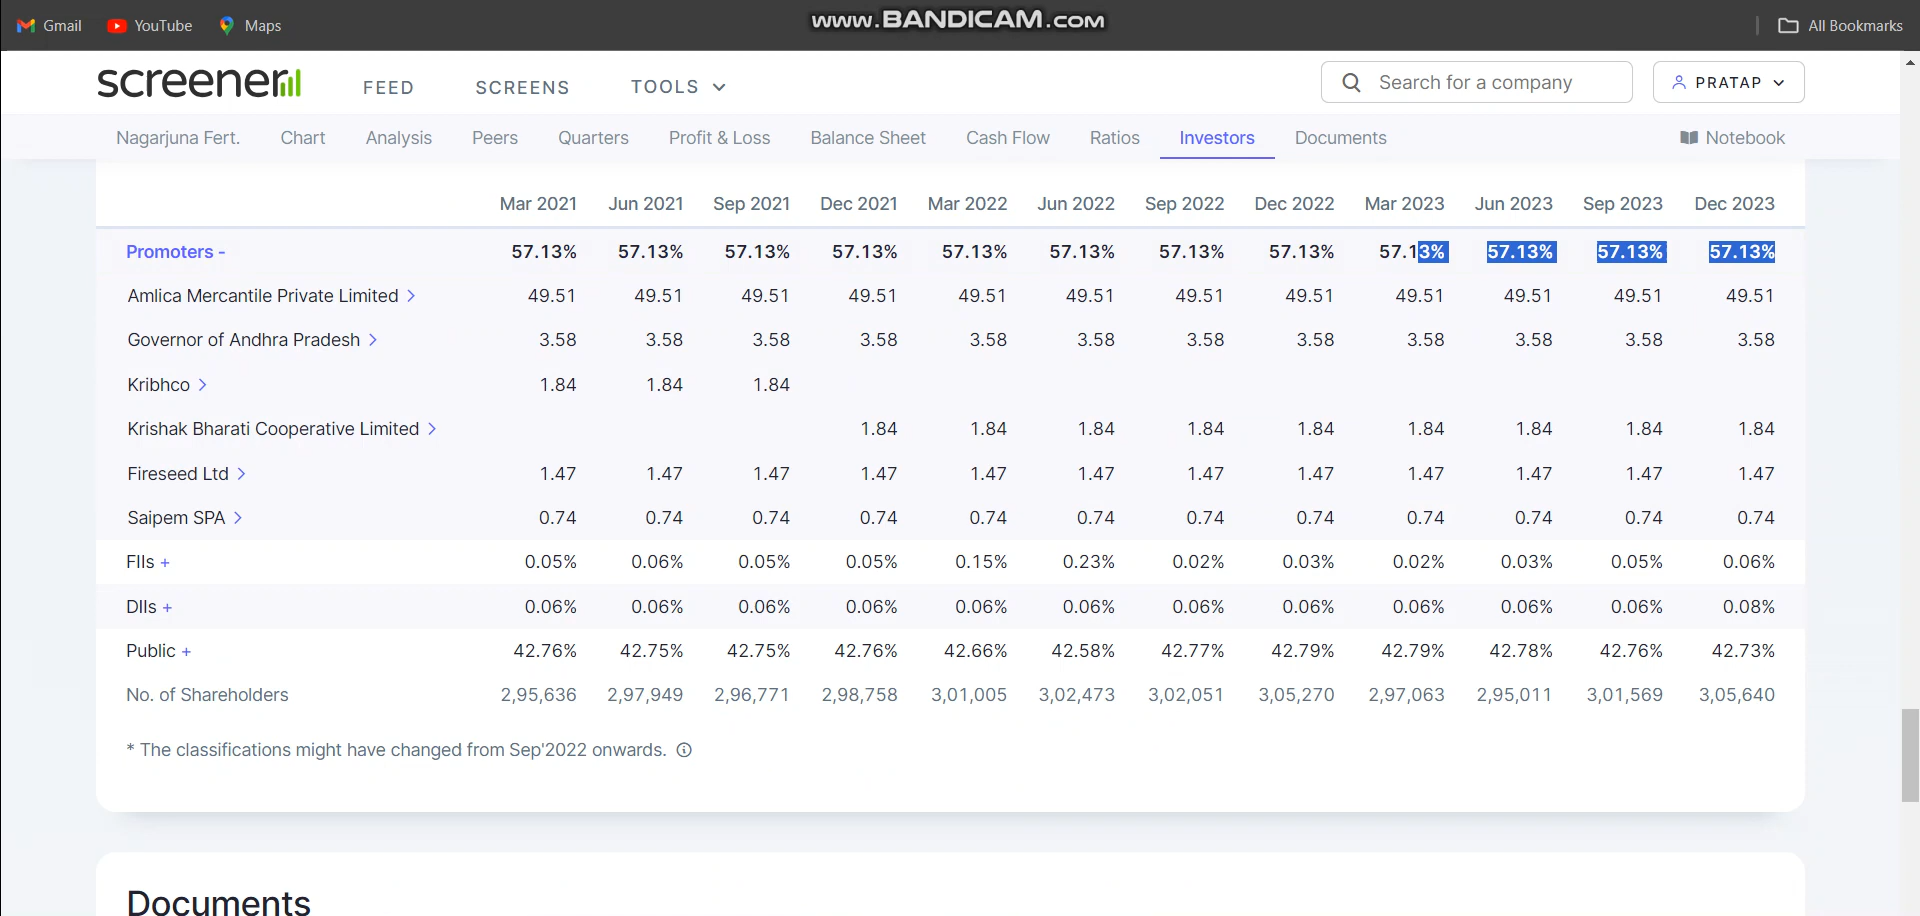 Gmail YouTube Maps www.BANDICAM.com All Bookmarks
screener FEED SCREENS TOOLS Search for a company PRATAP
Nagarjuna Fert. Chart Analysis Peers Quarters Profit & Loss Balance Sheet Cash Flow Ratios Investors Documents Notebook
Mar 2021 Jun 2021 Sep 2021 Dec 2021 Mar 2022 Jun 2022 Sep 2022 Dec 2022 Mar 2023 Jun 2023 Sep 2023 Dec 2023
Promoters - 57.13% 57.13% 57.13% 57.13% 57.13% 57.13% 57.13% 57.13% 57.13% 57.13% 57.13% 57.13%
Amlica Mercantile Private Limited 49.51 49.51 49.51 49.51 49.51 49.51 49.51 49.51 49.51 49.51 49.51 49.51
Governor of Andhra Pradesh 3.58 3.58 3.58 3.58 3.58 3.58 3.58 3.58 3.58 3.58 3.58 3.58
Kribhco 1.84 1.84 1.84
Krishak Bharati Cooperative Limited 1.84 1.84 1.84 1.84 1.84 1.84 1.84 1.84 1.84
Fireseed Ltd 1.47 1.47 1.47 1.47 1.47 1.47 1.47 1.47 1.47 1.47 1.47 1.47
Saipem SPA 0.74 0.74 0.74 0.74 0.74 0.74 0.74 0.74 0.74 0.74 0.74 0.74
FIIs + 0.05% 0.06% 0.05% 0.05% 0.15% 0.23% 0.02% 0.03% 0.02% 0.03% 0.05% 0.06%
DIIs + 0.06% 0.06% 0.06% 0.06% 0.06% 0.06% 0.06% 0.06% 0.06% 0.06% 0.06% 0.08%
Public + 42.76% 42.75% 42.75% 42.76% 42.66% 42.58% 42.77% 42.79% 42.79% 42.78% 42.76% 42.73%
No. of Shareholders 2,95,636 2,97,949 2,96,771 2,98,758 3,01,005 3,02,473 3,02,051 3,05,270 2,97,063 2,95,011 3,01,569 3,05,640
* The classifications might have changed from Sep'2022 onwards.
Documents